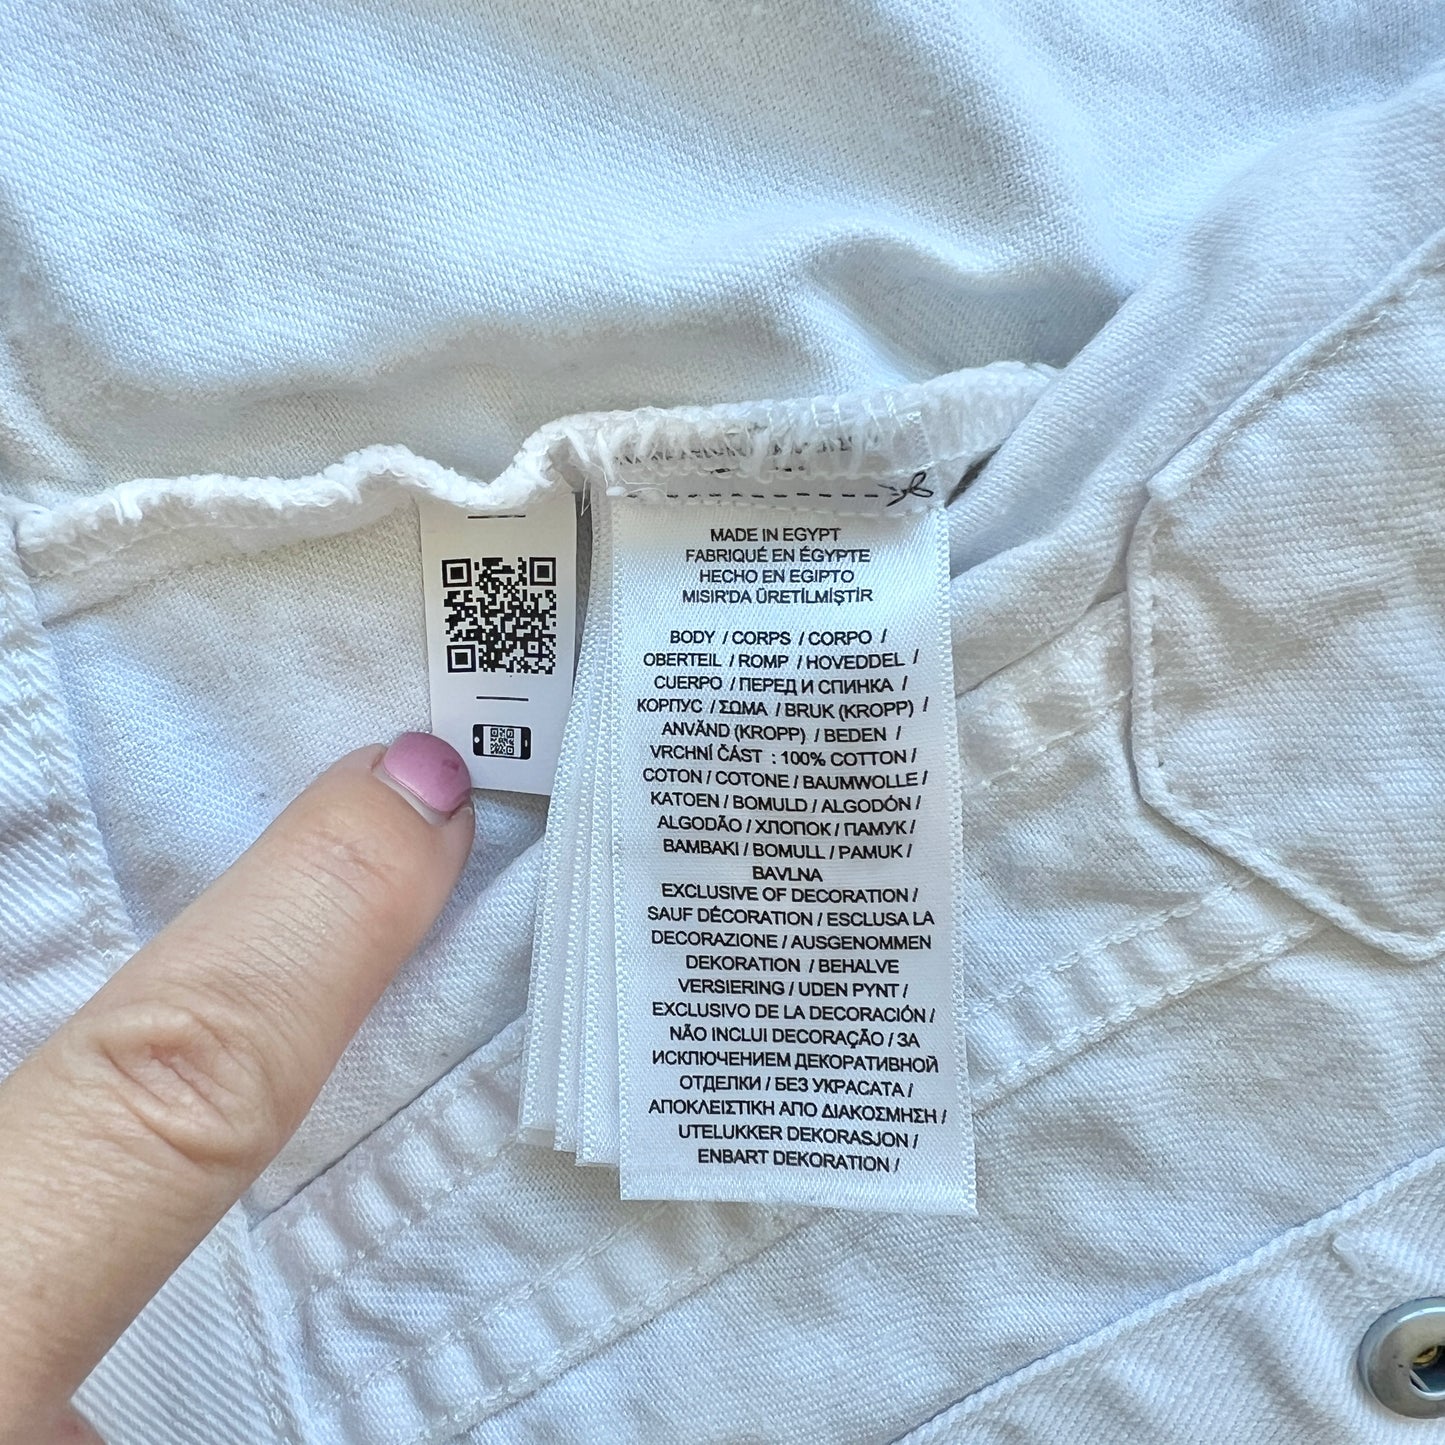 MADE IN EGYPT
FABRIQUÉ EN ÉGYPTE
HECHO EN EGIPTO
MISIR'DA ÜRETİLMİŞTİR
BODY / CORPS / CORPO /
OBERTEIL / ROMP / HOVEDDEL /
CUERPO / ПЕРЕД И СПИНКА /
КОРПУС / ΣΩΜΑ / BRUK (KROPP) /
ANVÄND (KROPP) / BEDEN /
VRCHNÍ ČÁST : 100% COTTON /
COTON / COTONE / BAUMWOLLE /
KATOEN / BOMULD / ALGODÓN /
ALGODÃO / ХЛОПОК / ПАМУК /
BAMBAKI / BOMULL / PAMUK /
BAVLNA
EXCLUSIVE OF DECORATION /
SAUF DÉCORATION / ESCLUSA LA
DECORAZIONE / AUSGENOMMEN
DEKORATION / BEHALVE
VERSIERING / UDEN PYNT /
EXCLUSIVO DE LA DECORACIÓN /
NÃO INCLUI DECORAÇÃO / ЗА
ИСКЛЮЧЕНИЕМ ДЕКОРАТИВНОЙ
ОТДЕЛКИ / БЕЗ УКРАСАТА /
ΑΠΟΚΛΕΙΣΤΙΚΗ ΑΠΟ ΔΙΑΚΟΣΜΗΣΗ /
UTELUKKER DEKORASJON /
ENBART DEKORATION /